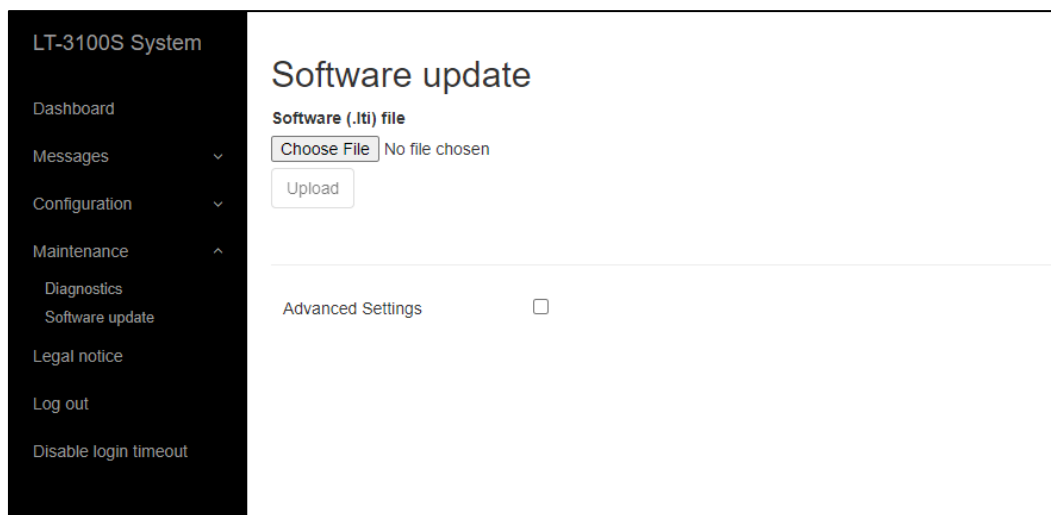 LT-3100S System
Dashboard
Messages
Configuration
Maintenance
Diagnostics
Software update
Legal notice
Log out
Disable login timeout
Software update
Software (.lti) file
Choose File No file chosen
Upload
Advanced Settings